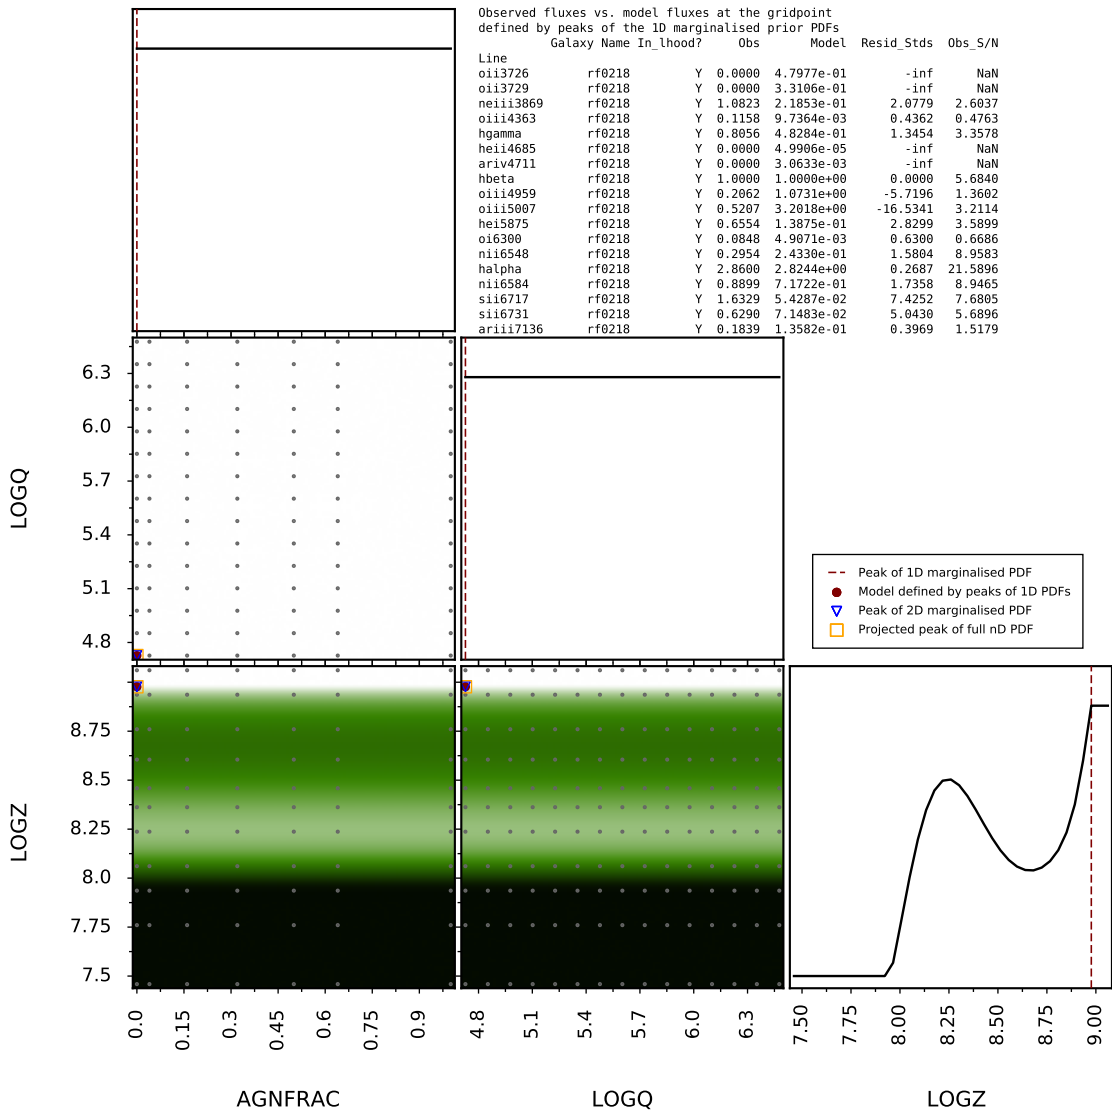 Observed fluxes vs. model fluxes at the gridpoint
defined by peaks of the 1D marginalised prior PDFs
Galaxy Name In_lhood? Obs Model Resid_Stds Obs_S/N
Line
oii3726 rf0218 Y 0.0000 4.7977e-01 -inf NaN
oii3729 rf0218 Y 0.0000 3.3106e-01 -inf NaN
neiii3869 rf0218 Y 1.0823 2.1853e-01 2.0779 2.6037
oiii4363 rf0218 Y 0.1158 9.7364e-03 0.4362 0.4763
hgamma rf0218 Y 0.8056 4.8284e-01 1.3454 3.3578
heii4685 rf0218 Y 0.0000 4.9906e-05 -inf NaN
ariv4711 rf0218 Y 0.0000 3.0633e-03 -inf NaN
hbeta rf0218 Y 1.0000 1.0000e+00 0.0000 5.6840
oiii4959 rf0218 Y 0.2062 1.0731e+00 -5.7196 1.3602
oiii5007 rf0218 Y 0.5207 3.2018e+00 -16.5341 3.2114
hei5875 rf0218 Y 0.6554 1.3875e-01 2.8299 3.5899
oi6300 rf0218 Y 0.0848 4.9071e-03 0.6300 0.6686
nii6548 rf0218 Y 0.2954 2.4330e-01 1.5804 8.9583
halpha rf0218 Y 2.8600 2.8244e+00 0.2687 21.5896
nii6584 rf0218 Y 0.8899 7.1722e-01 1.7358 8.9465
sii6717 rf0218 Y 1.6329 5.4287e-02 7.4252 7.6805
sii6731 rf0218 Y 0.6290 7.1483e-02 5.0430 5.6896
ariii7136 rf0218 Y 0.1839 1.3582e-01 0.3969 1.5179
6.3
6.0
5.7
5.4
5.1
4.8
LOGQ
Peak of 1D marginalised PDF
Model defined by peaks of 1D PDFs
Peak of 2D marginalised PDF
Projected peak of full nD PDF
8.75
8.5
8.25
8.0
7.75
7.5
LOGZ
0.0 0.15 0.3 0.45 0.6 0.75 0.9
4.8 5.1 5.4 5.7 6.0 6.3
7.50 7.75 8.00 8.25 8.50 8.75 9.00
AGNFRAC LOGQ LOGZ